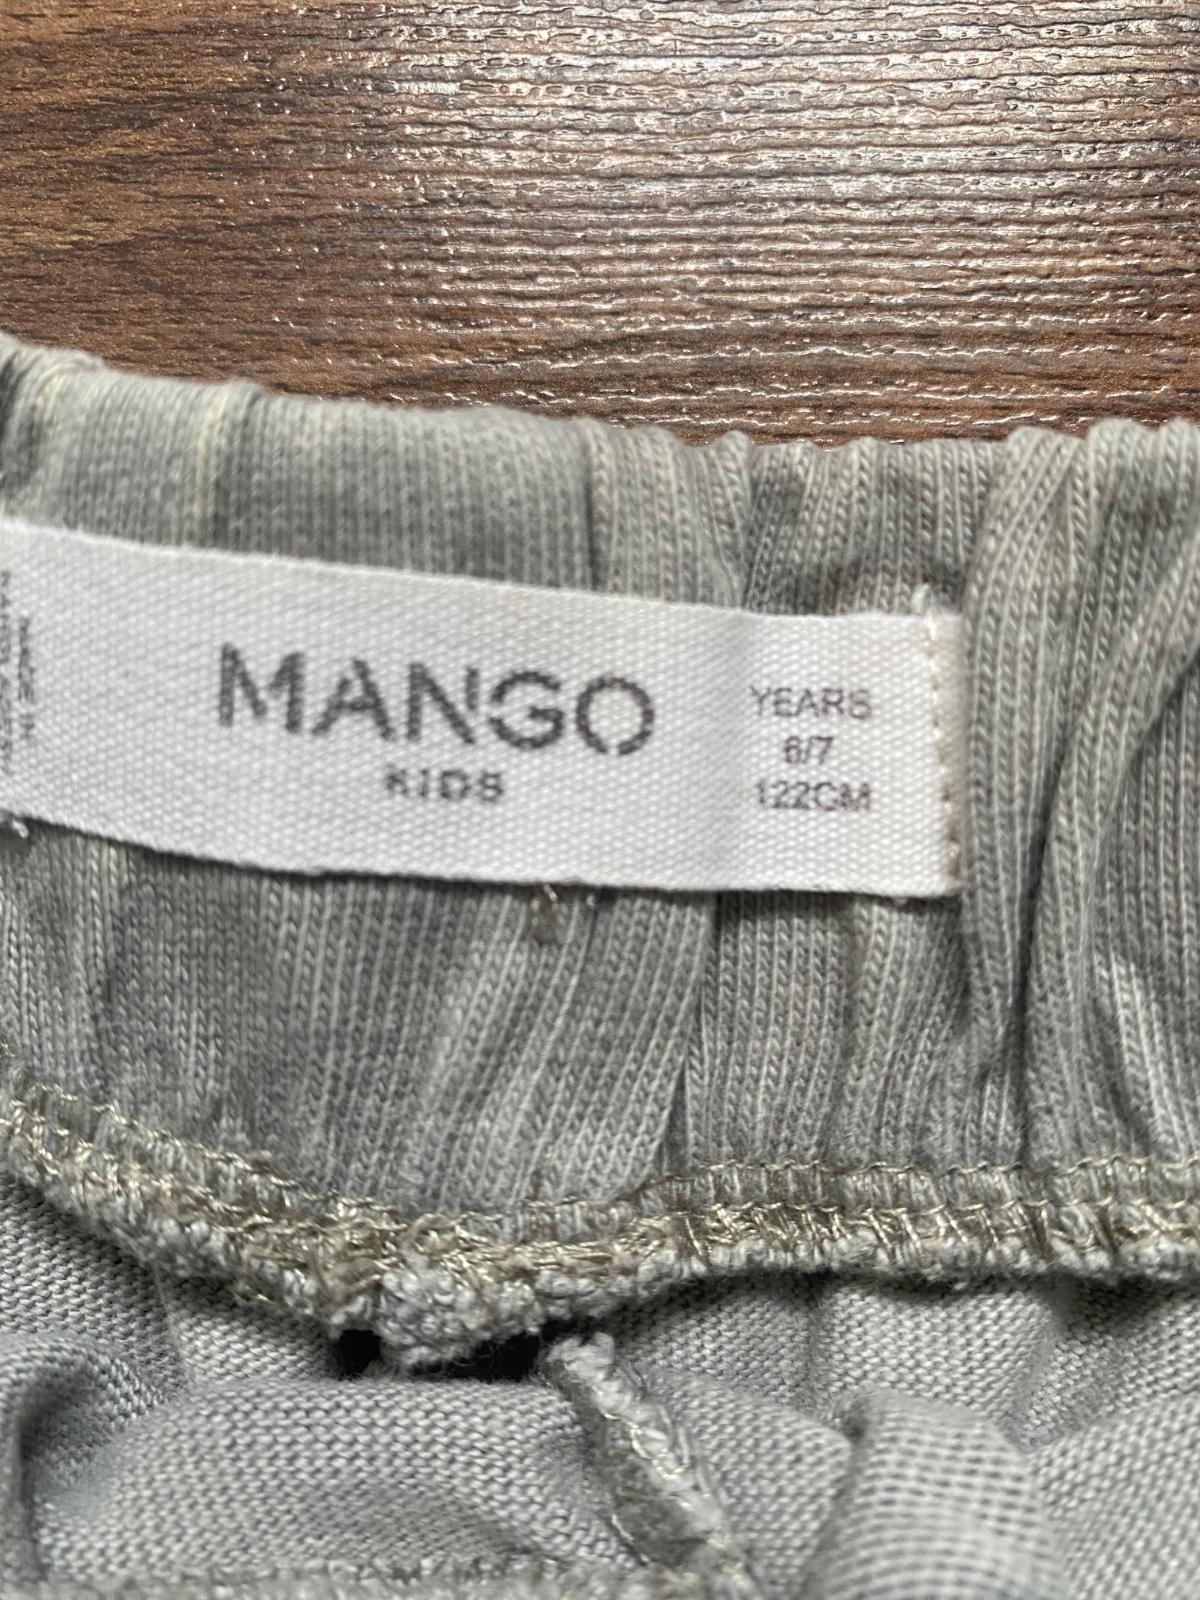 MANGO
KIDS
YEARS
6/7
122CM